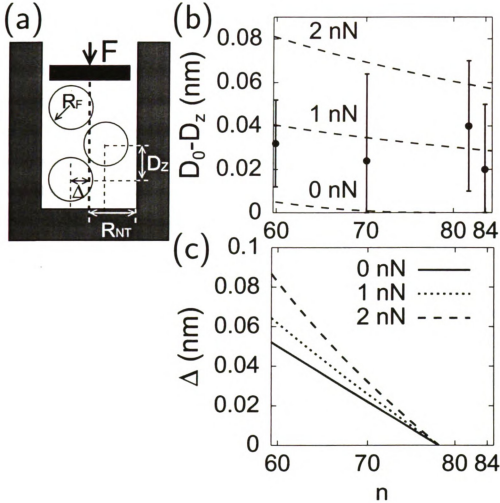 (a)
F
R_F
D_Z
Δ
R_NT
(b)
D_0-D_z (nm)
0.08
0.06
0.04
0.02
0
2 nN
1 nN
0 nN
60 70 80 84
(c)
Δ (nm)
0.1
0.08
0.06
0.04
0.02
0
0 nN
1 nN
2 nN
60 70 80 84
n